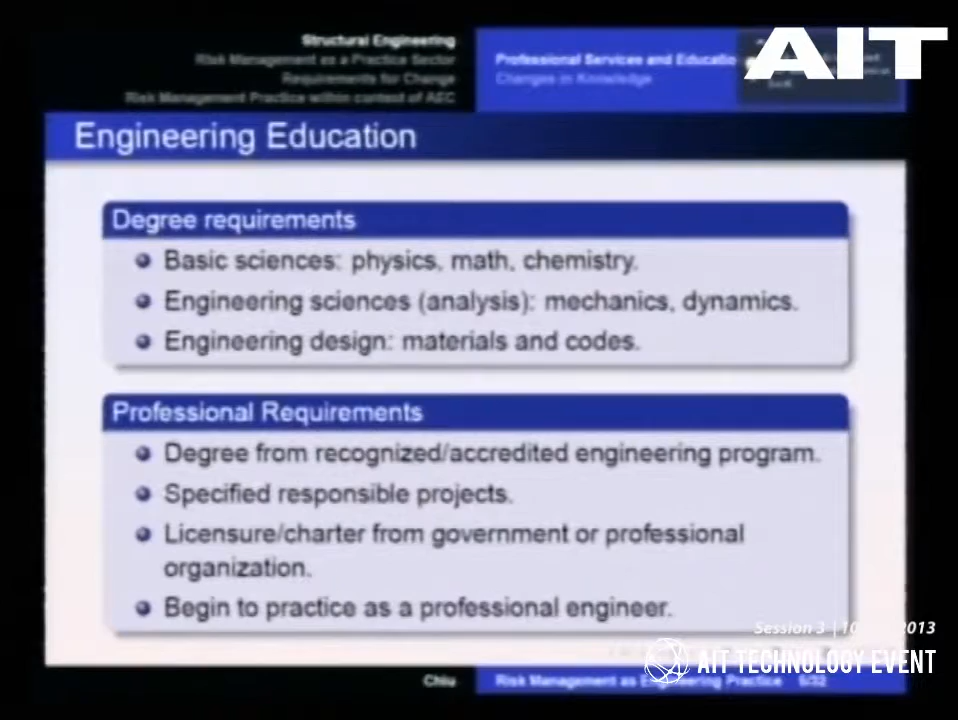 Structural Engineering
Risk Management as a Practice Sector
Requirements for Change
Risk Management Practice within context of AEC
Professional Services and Educatio
Changes in Knowledge
AIT
Engineering Education
Degree requirements
Basic sciences: physics, math, chemistry.
Engineering sciences (analysis): mechanics, dynamics.
Engineering design: materials and codes.
Professional Requirements
Degree from recognized/accredited engineering program.
Specified responsible projects.
Licensure/charter from government or professional
organization.
Begin to practice as a professional engineer.
Session 3 | 10 2013
AIT TECHNOLOGY EVENT
Chiu
Risk Management as Engineering Practice 5/32